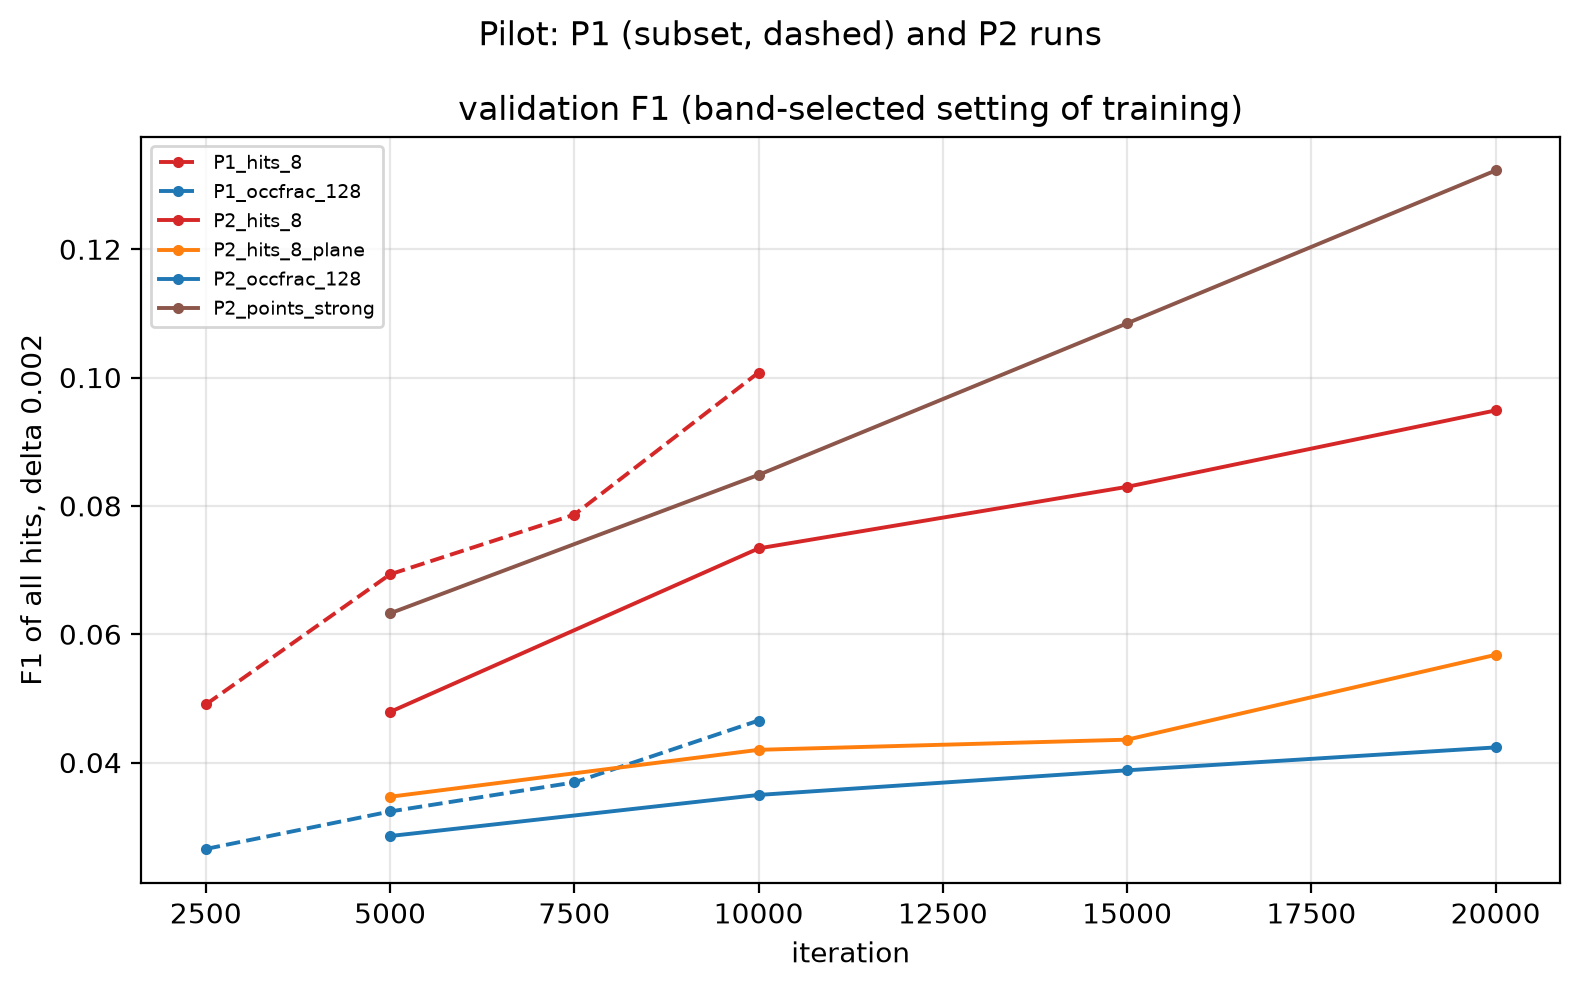 Pilot: P1 (subset, dashed) and P2 runs
validation F1 (band-selected setting of training)
P1_hits_8
P1_occfrac_128
P2_hits_8
P2_hits_8_plane
P2_occfrac_128
P2_points_strong
F1 of all hits, delta 0.002
0.12
0.10
0.08
0.06
0.04
2500 5000 7500 10000 12500 15000 17500 20000
iteration